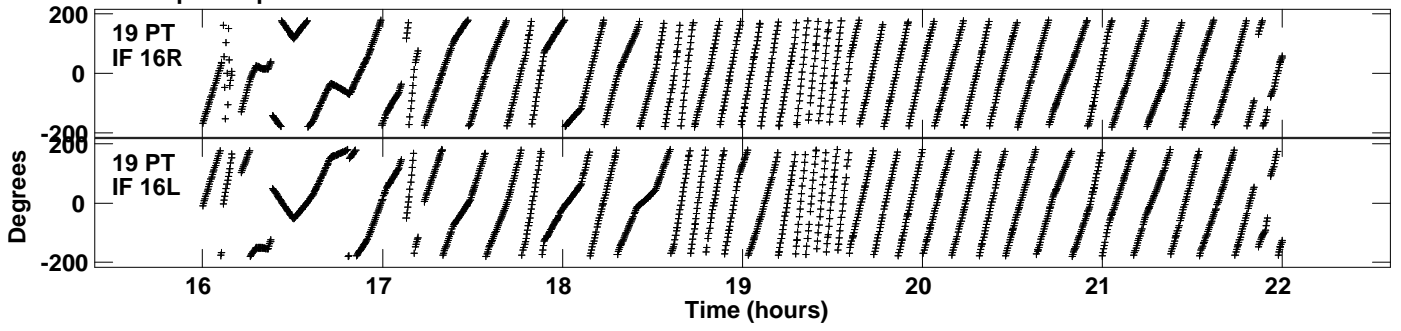 200
19 PT
IF 16R
0
-200
200
19 PT
IF 16L
0
-200
Degrees
16 17 18 19 20 21 22
Time (hours)